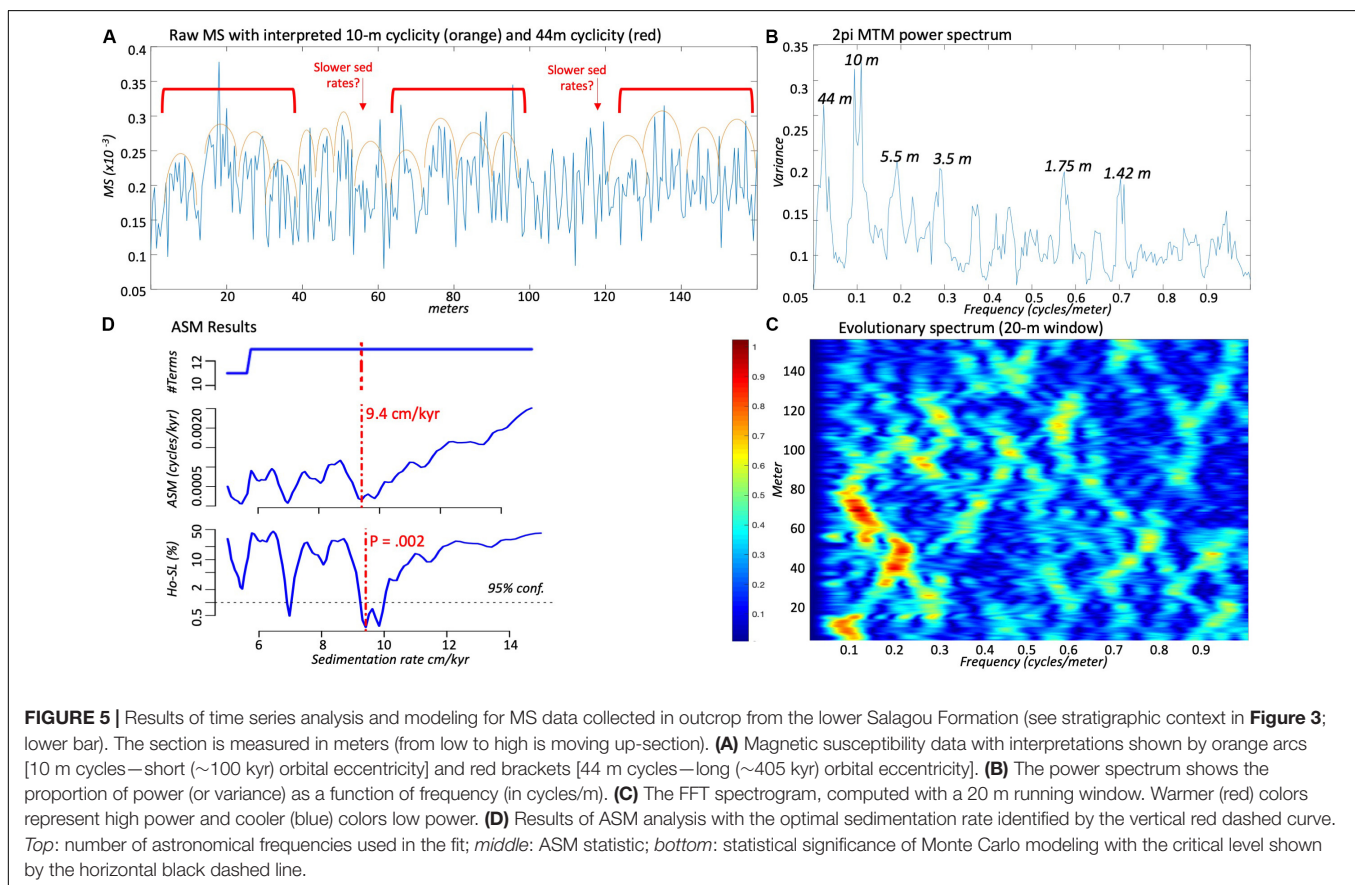 A
Raw MS with interpreted 10-m cyclicity (orange) and 44m cyclicity (red)
0.4
0.35
0.3
0.25
0.2
0.15
0.1
0.05
MS (x10⁻³)
Slower sed
rates?
Slower sed
rates?
20
40
60
80
100
120
140
meters
B
2pi MTM power spectrum
0.35
0.3
0.25
0.2
0.15
0.1
0.05
Variance
44 m
10 m
5.5 m
3.5 m
1.75 m
1.42 m
0.1
0.2
0.3
0.4
0.5
0.6
0.7
0.8
0.9
Frequency (cycles/meter)
D
ASM Results
#Terms
10 12
ASM (cycles/kyr)
0.0020
0.0005
0.0000
9.4 cm/kyr
Ho-SL (%)
50
10
2
0.5
P = .002
95% conf.
6
8
10
12
14
Sedimentation rate cm/kyr
C
Evolutionary spectrum (20-m window)
1
0.9
0.8
0.7
0.6
0.5
0.4
0.3
0.2
0.1
Meter
140
120
100
80
60
40
20
0.1
0.2
0.3
0.4
0.5
0.6
0.7
0.8
0.9
Frequency (cycles/meter)
FIGURE 5 | Results of time series analysis and modeling for MS data collected in outcrop from the lower Salagou Formation (see stratigraphic context in Figure 3;
lower bar). The section is measured in meters (from low to high is moving up-section). (A) Magnetic susceptibility data with interpretations shown by orange arcs
[10 m cycles—short (~100 kyr) orbital eccentricity] and red brackets [44 m cycles—long (~405 kyr) orbital eccentricity]. (B) The power spectrum shows the
proportion of power (or variance) as a function of frequency (in cycles/m). (C) The FFT spectrogram, computed with a 20 m running window. Warmer (red) colors
represent high power and cooler (blue) colors low power. (D) Results of ASM analysis with the optimal sedimentation rate identified by the vertical red dashed curve.
Top: number of astronomical frequencies used in the fit; middle: ASM statistic; bottom: statistical significance of Monte Carlo modeling with the critical level shown
by the horizontal black dashed line.